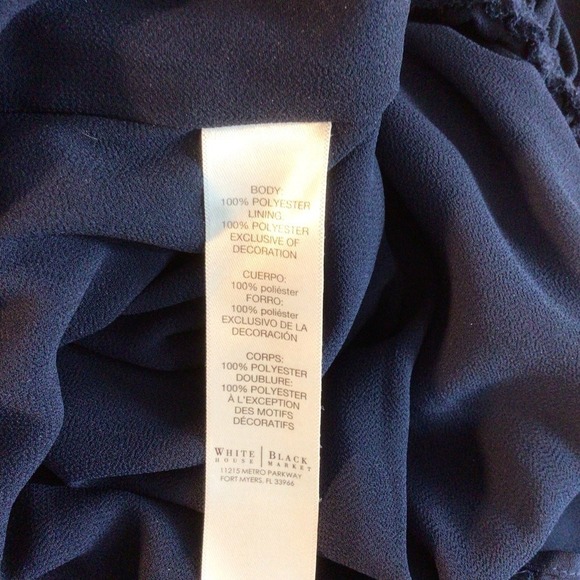 BODY:
100% POLYESTER
LINING:
100% POLYESTER
EXCLUSIVE OF
DECORATION
CUERPO:
100% poliéster
FORRO:
100% poliéster
EXCLUSIVO DE LA
DECORACIÓN
CORPS:
100% POLYESTER
DOUBLURE:
100% POLYESTER
À L'EXCEPTION
DES MOTIFS
DÉCORATIFS
WHITE | BLACK
HOUSE | MARKET
11215 METRO PARKWAY
FORT MYERS, FL 33966